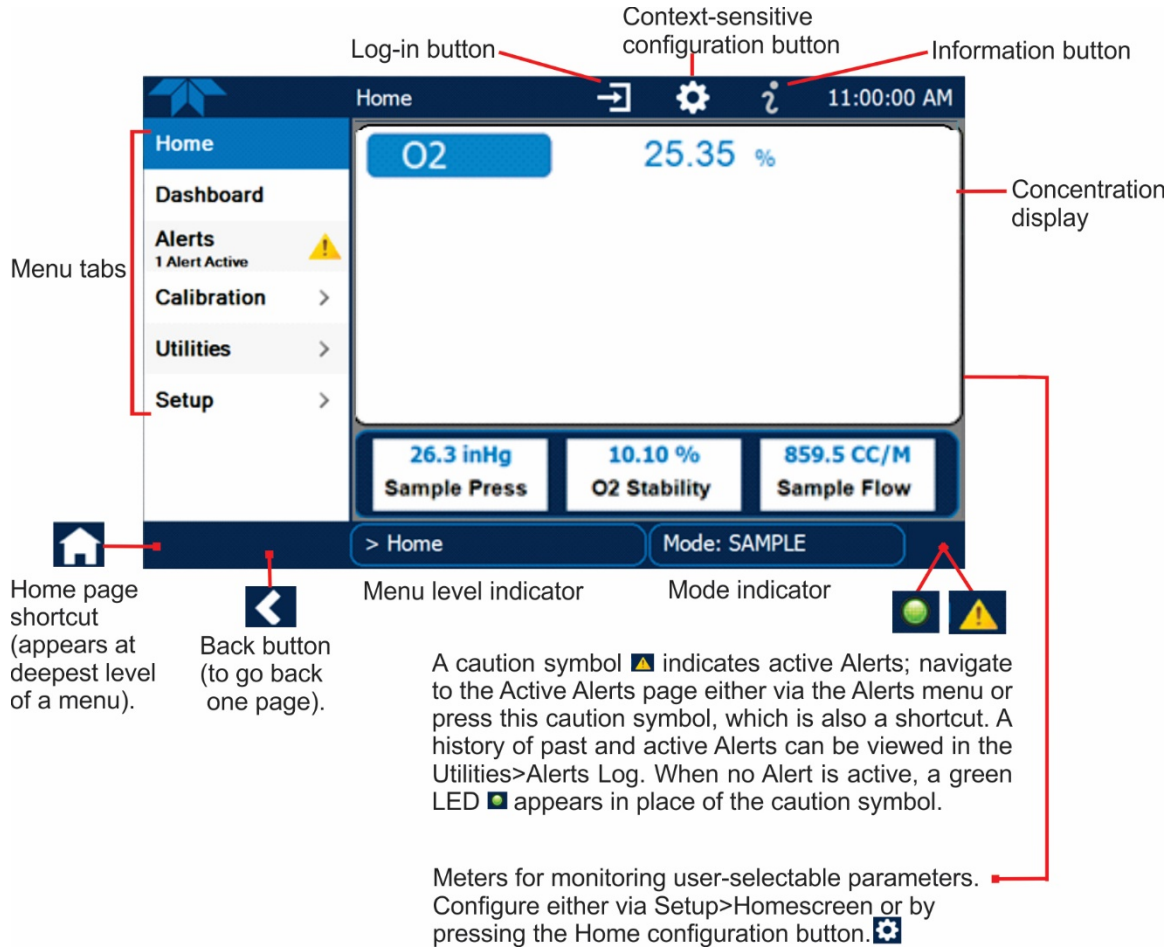 Context-sensitive
configuration button
Log-in button
Information button
Home
11:00:00 AM
Home
Dashboard
Alerts
1 Alert Active
Calibration
Utilities
Setup
O2
25.35 %
Concentration
display
Menu tabs
26.3 inHg
Sample Press
10.10 %
O2 Stability
859.5 CC/M
Sample Flow
> Home
Mode: SAMPLE
Home page
shortcut
(appears at
deepest level
of a menu).
Back button
(to go back
one page).
Menu level indicator
Mode indicator
A caution symbol indicates active Alerts; navigate
to the Active Alerts page either via the Alerts menu or
press this caution symbol, which is also a shortcut. A
history of past and active Alerts can be viewed in the
Utilities>Alerts Log. When no Alert is active, a green
LED appears in place of the caution symbol.
Meters for monitoring user-selectable parameters.
Configure either via Setup>Homescreen or by
pressing the Home configuration button.